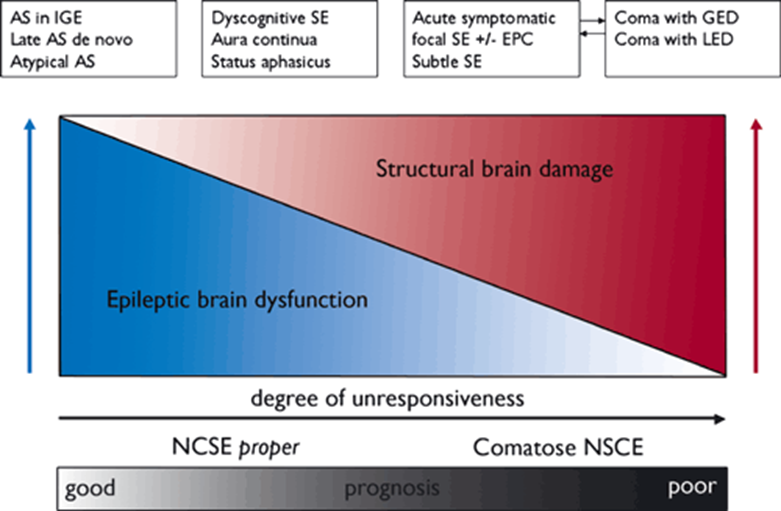 AS in IGE
Late AS de novo
Atypical AS
Dyscognitive SE
Aura continua
Status aphasicus
Acute symptomatic
focal SE +/- EPC
Subtle SE
Coma with GED
Coma with LED
Structural brain damage
Epileptic brain dysfunction
degree of unresponsiveness
NCSE proper
Comatose NSCE
good
prognosis
poor